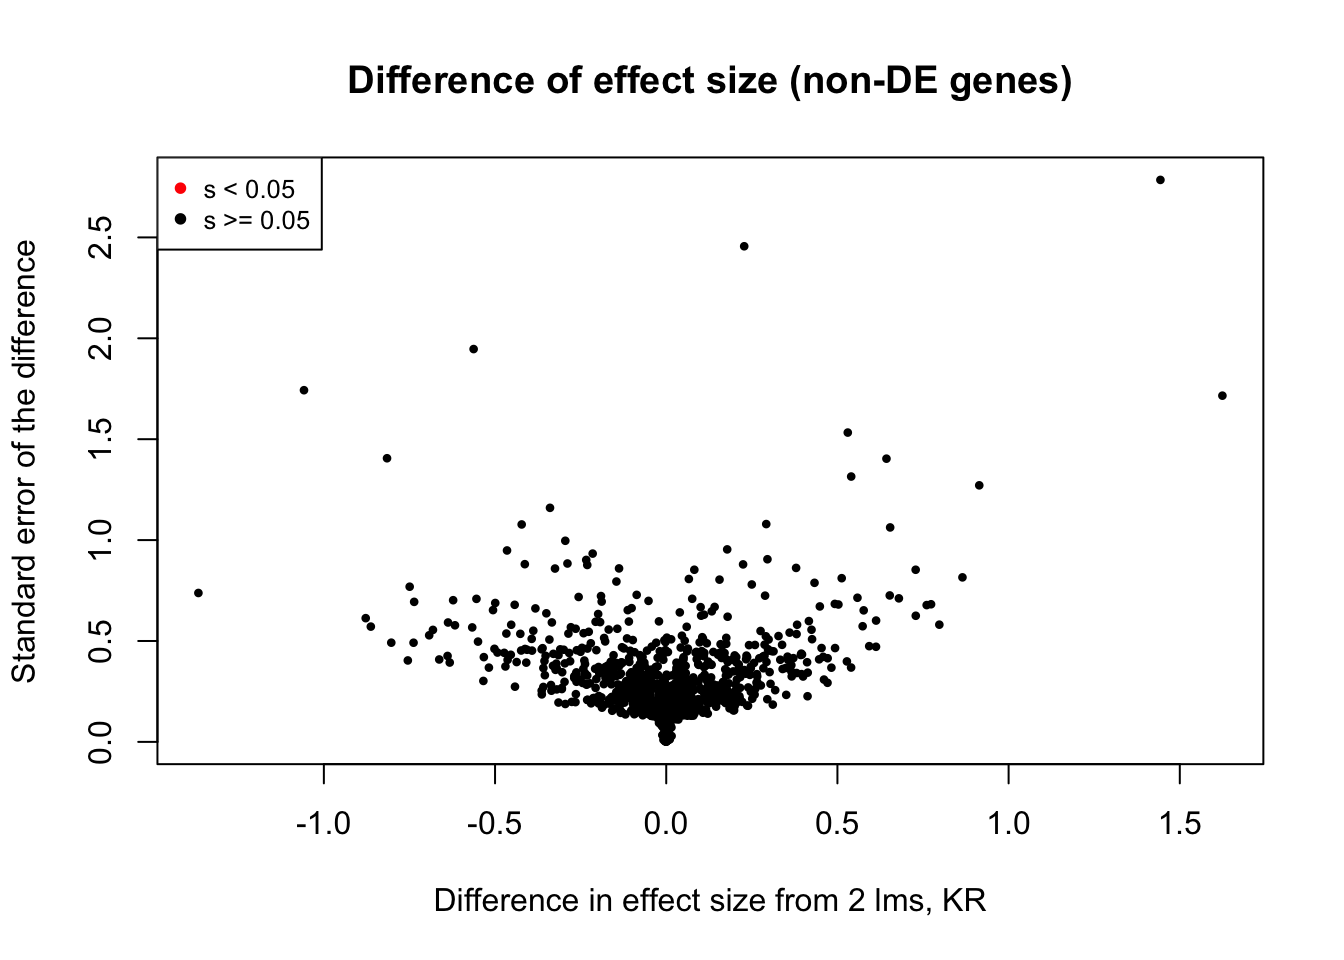 Difference of effect size (non-DE genes)
s < 0.05
s >= 0.05
Standard error of the difference
2.5
2.0
1.5
1.0
0.5
0.0
-1.0 -0.5 0.0 0.5 1.0 1.5
Difference in effect size from 2 lms, KR